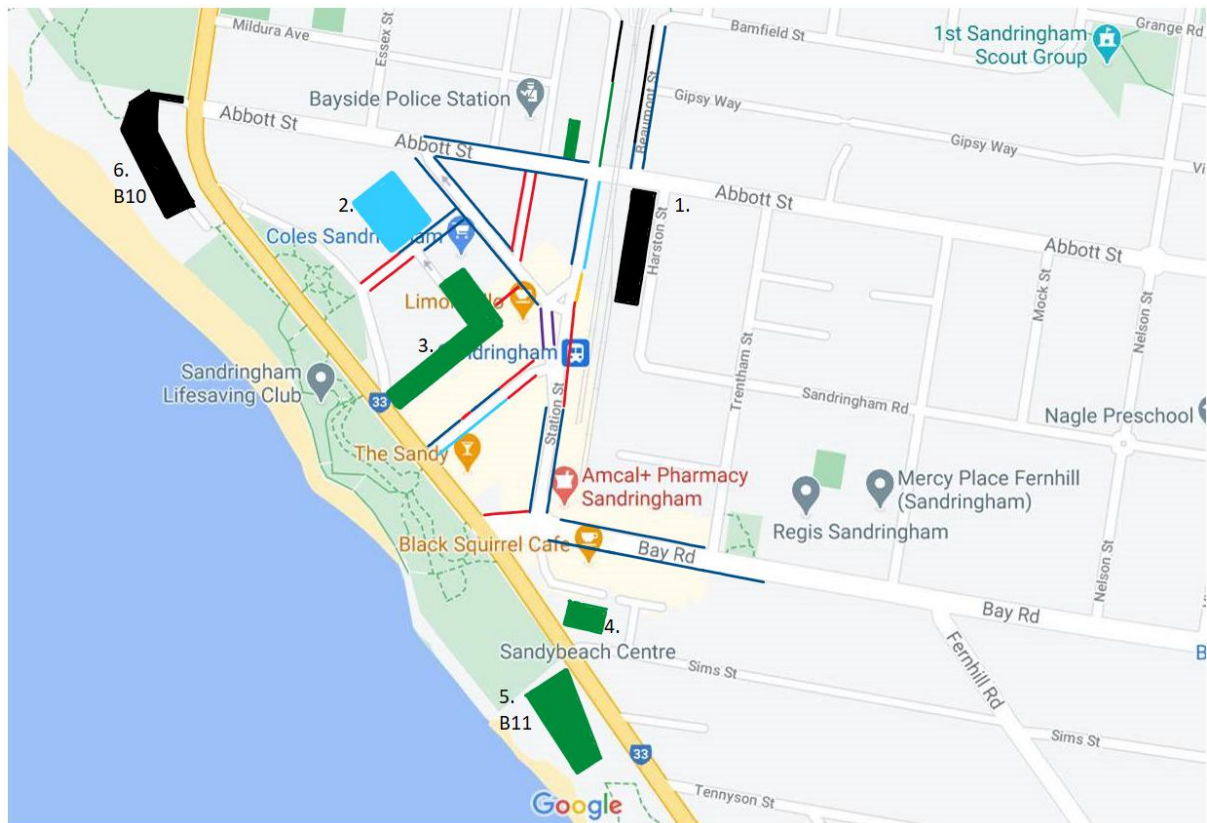 Mildura Ave
Essex St
Bamfield St
Grange Rd
1st Sandringham
Scout Group
Bayside Police Station
Beaumont St
Gipsy Way
Gipsy Way
Abbott St
Abbott St
6.
B10
2.
1.
Abbott St
Abbott St
Coles Sandringham
Harston St
Mock St
Nelson St
3.
Sandringham
Lifesaving Club
33
Station St
Trentham St
Sandringham Rd
Nagle Preschool
The Sandy
Amcal+ Pharmacy
Sandringham
Mercy Place Fernhill
(Sandringham)
Regis Sandringham
Black Squirrel Cafe
Bay Rd
Nelson St
Bay Rd
4.
Sandybeach Centre
Sims St
Fernhill Rd
5.
B11
33
Sims St
Tennyson St
Google